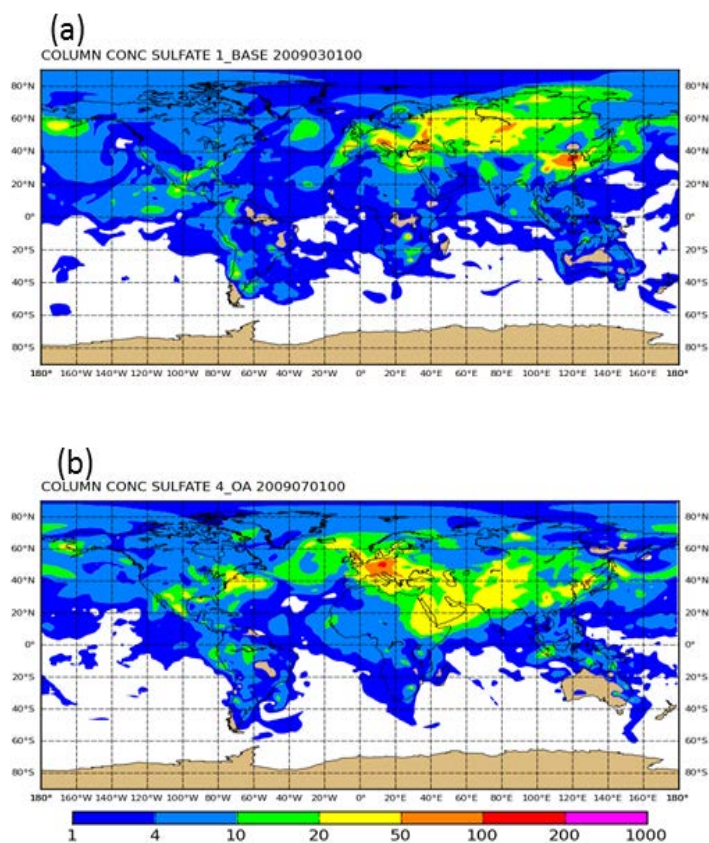 (a)
COLUMN CONC SULFATE 1_BASE 2009030100
80°N
60°N
40°N
20°N
0°
20°S
40°S
60°S
80°S
180° 160°W 140°W 120°W 100°W 80°W 60°W 40°W 20°W 0° 20°E 40°E 60°E 80°E 100°E 120°E 140°E 160°E 180°
(b)
COLUMN CONC SULFATE 4_OA 2009070100
80°N
60°N
40°N
20°N
0°
20°S
40°S
60°S
80°S
180° 160°W 140°W 120°W 100°W 80°W 60°W 40°W 20°W 0° 20°E 40°E 60°E 80°E 100°E 120°E 140°E 160°E 180°
1 4 10 20 50 100 200 1000